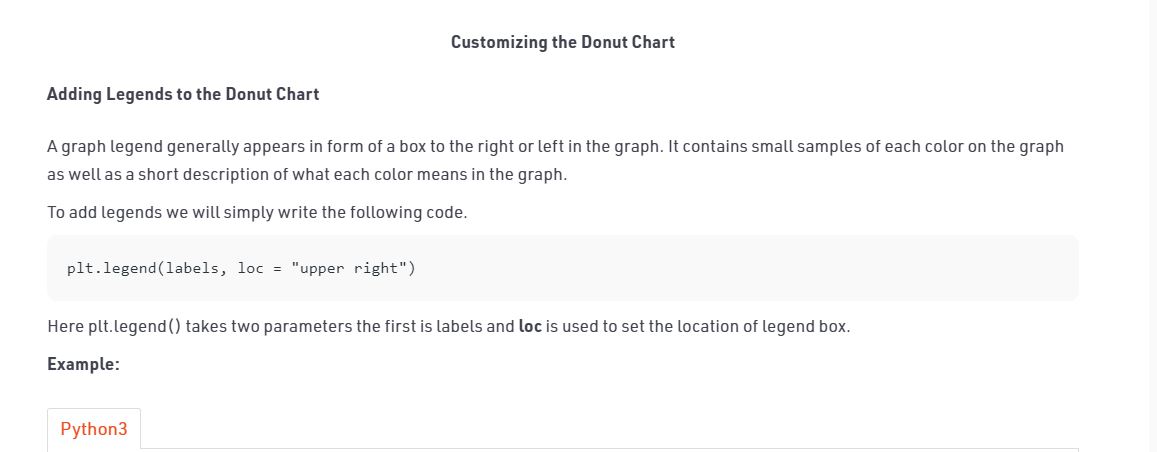 Customizing the Donut Chart
Adding Legends to the Donut Chart
A graph legend generally appears in form of a box to the right or left in the graph. It contains small samples of each color on the graph
as well as a short description of what each color means in the graph.
To add legends we will simply write the following code.
plt.legend(labels, loc = "upper right")
Here plt.legend() takes two parameters the first is labels and loc is used to set the location of legend box.
Example:
Python3